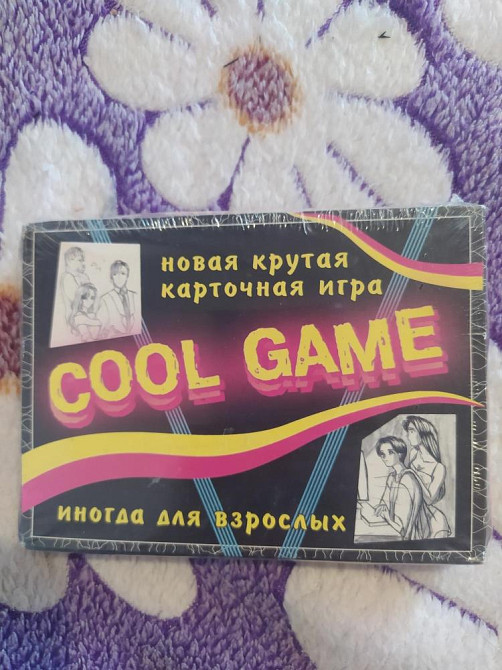 новая крутая
карточная игра
COOL GAME
иногда для взрослых